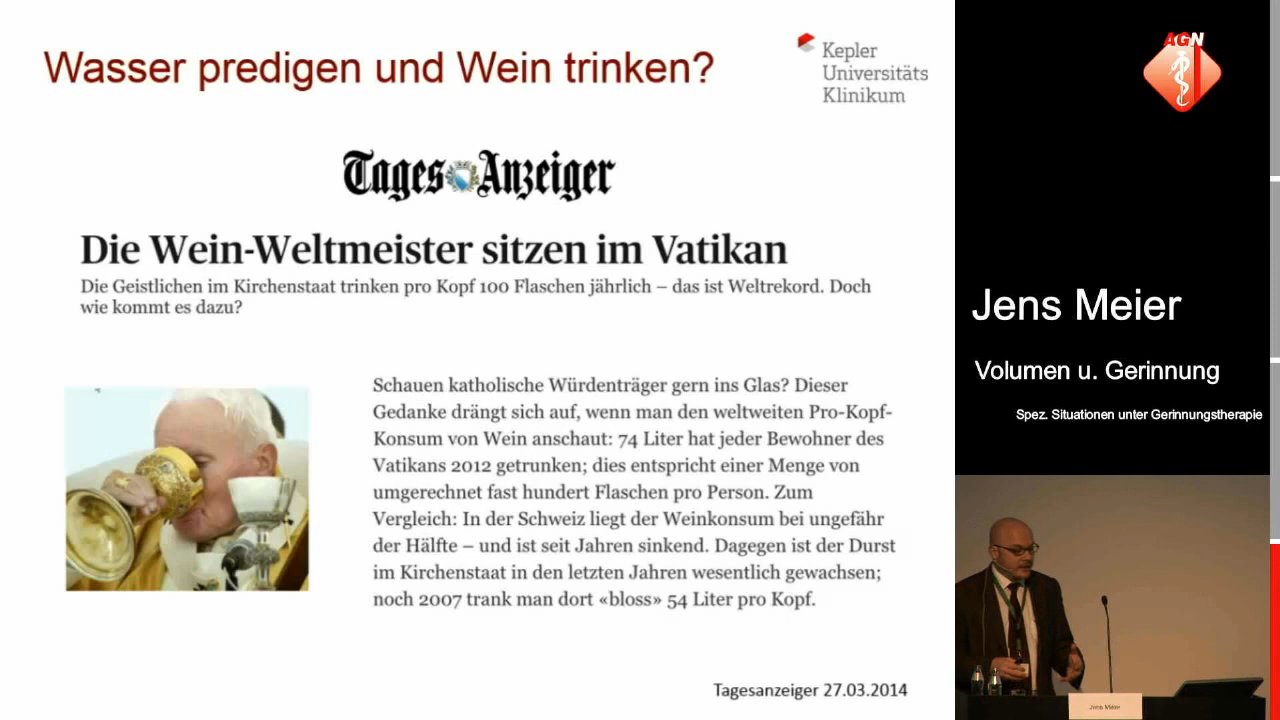 Wasser predigen und Wein trinken?
Kepler
Universitäts
Klinikum
Tages Anzeiger
Die Wein-Weltmeister sitzen im Vatikan
Die Geistlichen im Kirchenstaat trinken pro Kopf 100 Flaschen jährlich – das ist Weltrekord. Doch
wie kommt es dazu?
Schauen katholische Würdenträger gern ins Glas? Dieser
Gedanke drängt sich auf, wenn man den weltweiten Pro-Kopf-
Konsum von Wein anschaut: 74 Liter hat jeder Bewohner des
Vatikans 2012 getrunken; dies entspricht einer Menge von
umgerechnet fast hundert Flaschen pro Person. Zum
Vergleich: In der Schweiz liegt der Weinkonsum bei ungefähr
der Hälfte – und ist seit Jahren sinkend. Dagegen ist der Durst
im Kirchenstaat in den letzten Jahren wesentlich gewachsen;
noch 2007 trank man dort «bloss» 54 Liter pro Kopf.
Tagesanzeiger 27.03.2014
AGN
Jens Meier
Volumen u. Gerinnung
Spez. Situationen unter Gerinnungstherapie
Jens Meier